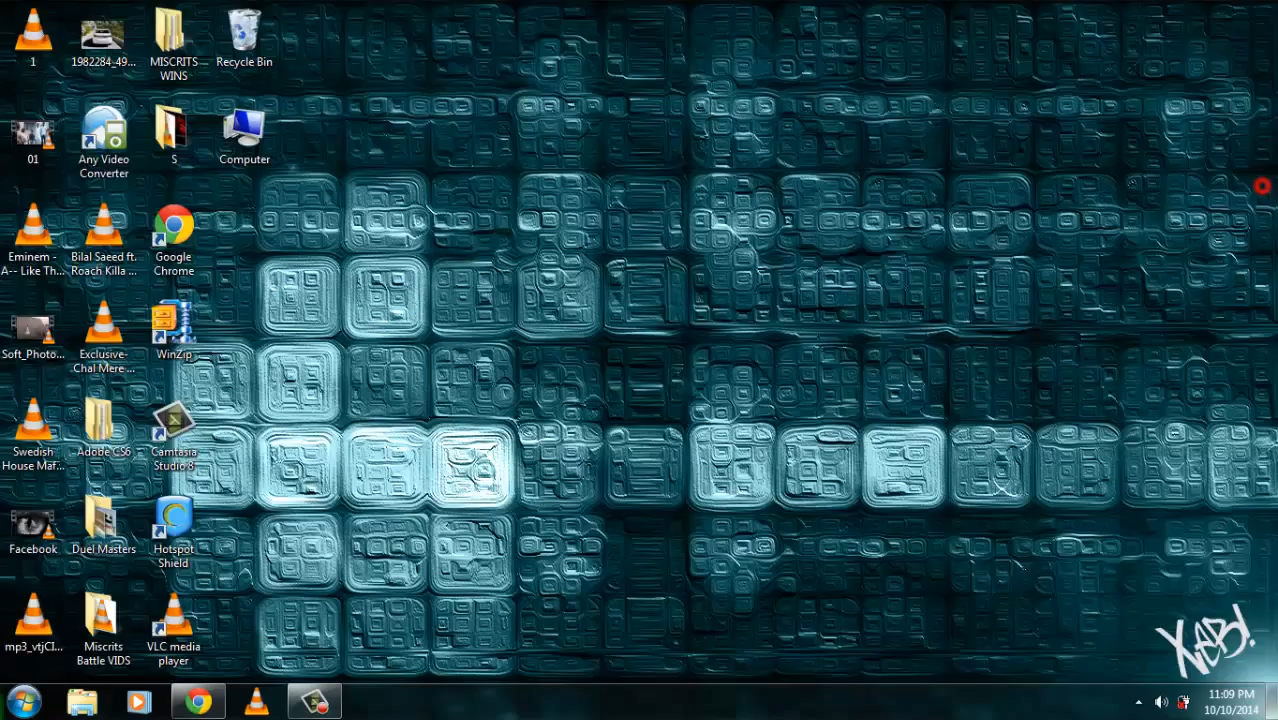 1
1982284_49...
MISCRITS
WINS
Recycle Bin
01
Any Video
Converter
S
Computer
Eminem -
A-- Like Th...
Bilal Saeed ft.
Roach Killa ...
Google
Chrome
Soft_Photo...
Exclusive-
Chal Mere ...
WinZip
Swedish
House Maf...
Adobe CS6
Camtasia
Studio 8
Facebook
Duel Masters
Hotspot
Shield
mp3_vtjCI...
Miscrits
Battle VIDS
VLC media
player
XEBI!
11:09 PM
10/10/2014